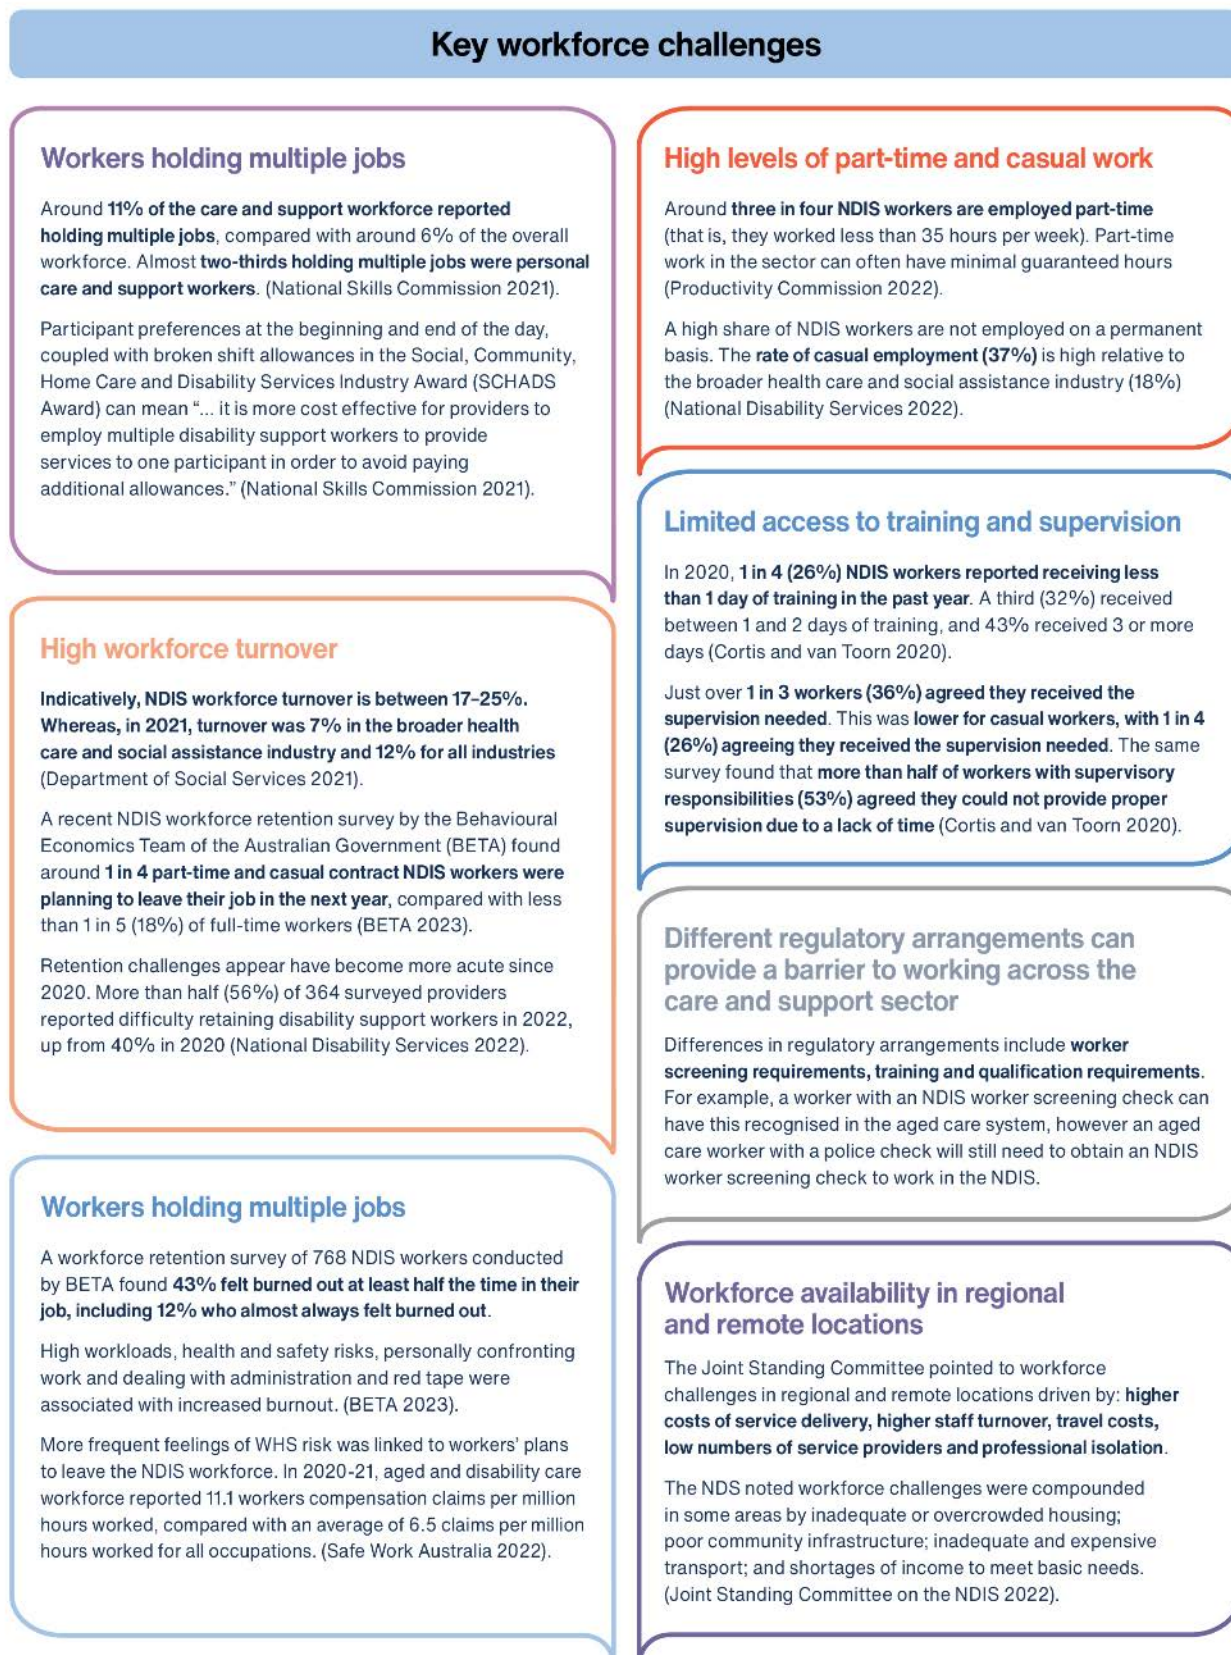 Key workforce challenges
Workers holding multiple jobs
Around 11% of the care and support workforce reported
holding multiple jobs, compared with around 6% of the overall
workforce. Almost two-thirds holding multiple jobs were personal
care and support workers. (National Skills Commission 2021).
Participant preferences at the beginning and end of the day,
coupled with broken shift allowances in the Social, Community,
Home Care and Disability Services Industry Award (SCHADS
Award) can mean “... it is more cost effective for providers to
employ multiple disability support workers to provide
services to one participant in order to avoid paying
additional allowances.” (National Skills Commission 2021).
High workforce turnover
Indicatively, NDIS workforce turnover is between 17–25%.
Whereas, in 2021, turnover was 7% in the broader health
care and social assistance industry and 12% for all industries
(Department of Social Services 2021).
A recent NDIS workforce retention survey by the Behavioural
Economics Team of the Australian Government (BETA) found
around 1 in 4 part-time and casual contract NDIS workers were
planning to leave their job in the next year, compared with less
than 1 in 5 (18%) of full-time workers (BETA 2023).
Retention challenges appear have become more acute since
2020. More than half (56%) of 364 surveyed providers
reported difficulty retaining disability support workers in 2022,
up from 40% in 2020 (National Disability Services 2022).
Workers holding multiple jobs
A workforce retention survey of 768 NDIS workers conducted
by BETA found 43% felt burned out at least half the time in their
job, including 12% who almost always felt burned out.
High workloads, health and safety risks, personally confronting
work and dealing with administration and red tape were
associated with increased burnout. (BETA 2023).
More frequent feelings of WHS risk was linked to workers’ plans
to leave the NDIS workforce. In 2020-21, aged and disability care
workforce reported 11.1 workers compensation claims per million
hours worked, compared with an average of 6.5 claims per million
hours worked for all occupations. (Safe Work Australia 2022).
High levels of part-time and casual work
Around three in four NDIS workers are employed part-time
(that is, they worked less than 35 hours per week). Part-time
work in the sector can often have minimal guaranteed hours
(Productivity Commission 2022).
A high share of NDIS workers are not employed on a permanent
basis. The rate of casual employment (37%) is high relative to
the broader health care and social assistance industry (18%)
(National Disability Services 2022).
Limited access to training and supervision
In 2020, 1 in 4 (26%) NDIS workers reported receiving less
than 1 day of training in the past year. A third (32%) received
between 1 and 2 days of training, and 43% received 3 or more
days (Cortis and van Toorn 2020).
Just over 1 in 3 workers (36%) agreed they received the
supervision needed. This was lower for casual workers, with 1 in 4
(26%) agreeing they received the supervision needed. The same
survey found that more than half of workers with supervisory
responsibilities (53%) agreed they could not provide proper
supervision due to a lack of time (Cortis and van Toorn 2020).
Different regulatory arrangements can
provide a barrier to working across the
care and support sector
Differences in regulatory arrangements include worker
screening requirements, training and qualification requirements.
For example, a worker with an NDIS worker screening check can
have this recognised in the aged care system, however an aged
care worker with a police check will still need to obtain an NDIS
worker screening check to work in the NDIS.
Workforce availability in regional
and remote locations
The Joint Standing Committee pointed to workforce
challenges in regional and remote locations driven by: higher
costs of service delivery, higher staff turnover, travel costs,
low numbers of service providers and professional isolation.
The NDS noted workforce challenges were compounded
in some areas by inadequate or overcrowded housing;
poor community infrastructure; inadequate and expensive
transport; and shortages of income to meet basic needs.
(Joint Standing Committee on the NDIS 2022).